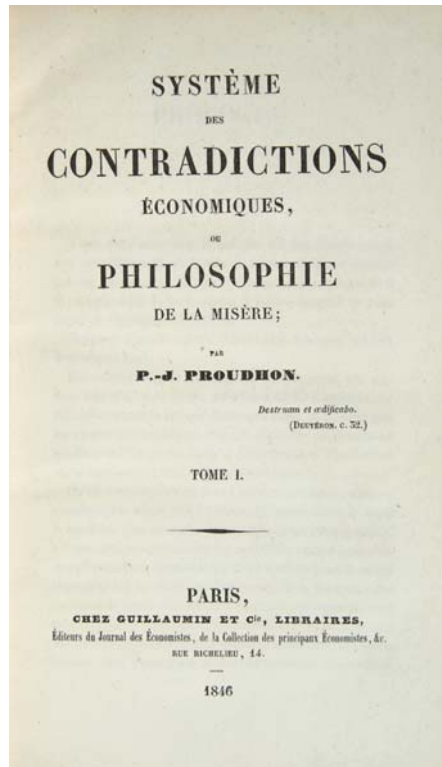 SYSTÈME
DES
CONTRADICTIONS
ÉCONOMIQUES,
OU
PHILOSOPHIE
DE LA MISÈRE;
PAR
P.-J. PROUDHON.
Destruam et œdificabo.
(DEUTÉRON. c. 32.)
TOME I.
PARIS,
CHEZ GUILLAUMIN ET Cie, LIBRAIRES,
Éditeurs du Journal des Économistes, de la Collection des principaux Économistes, &c.
RUE RICHELIEU, 14.
1846